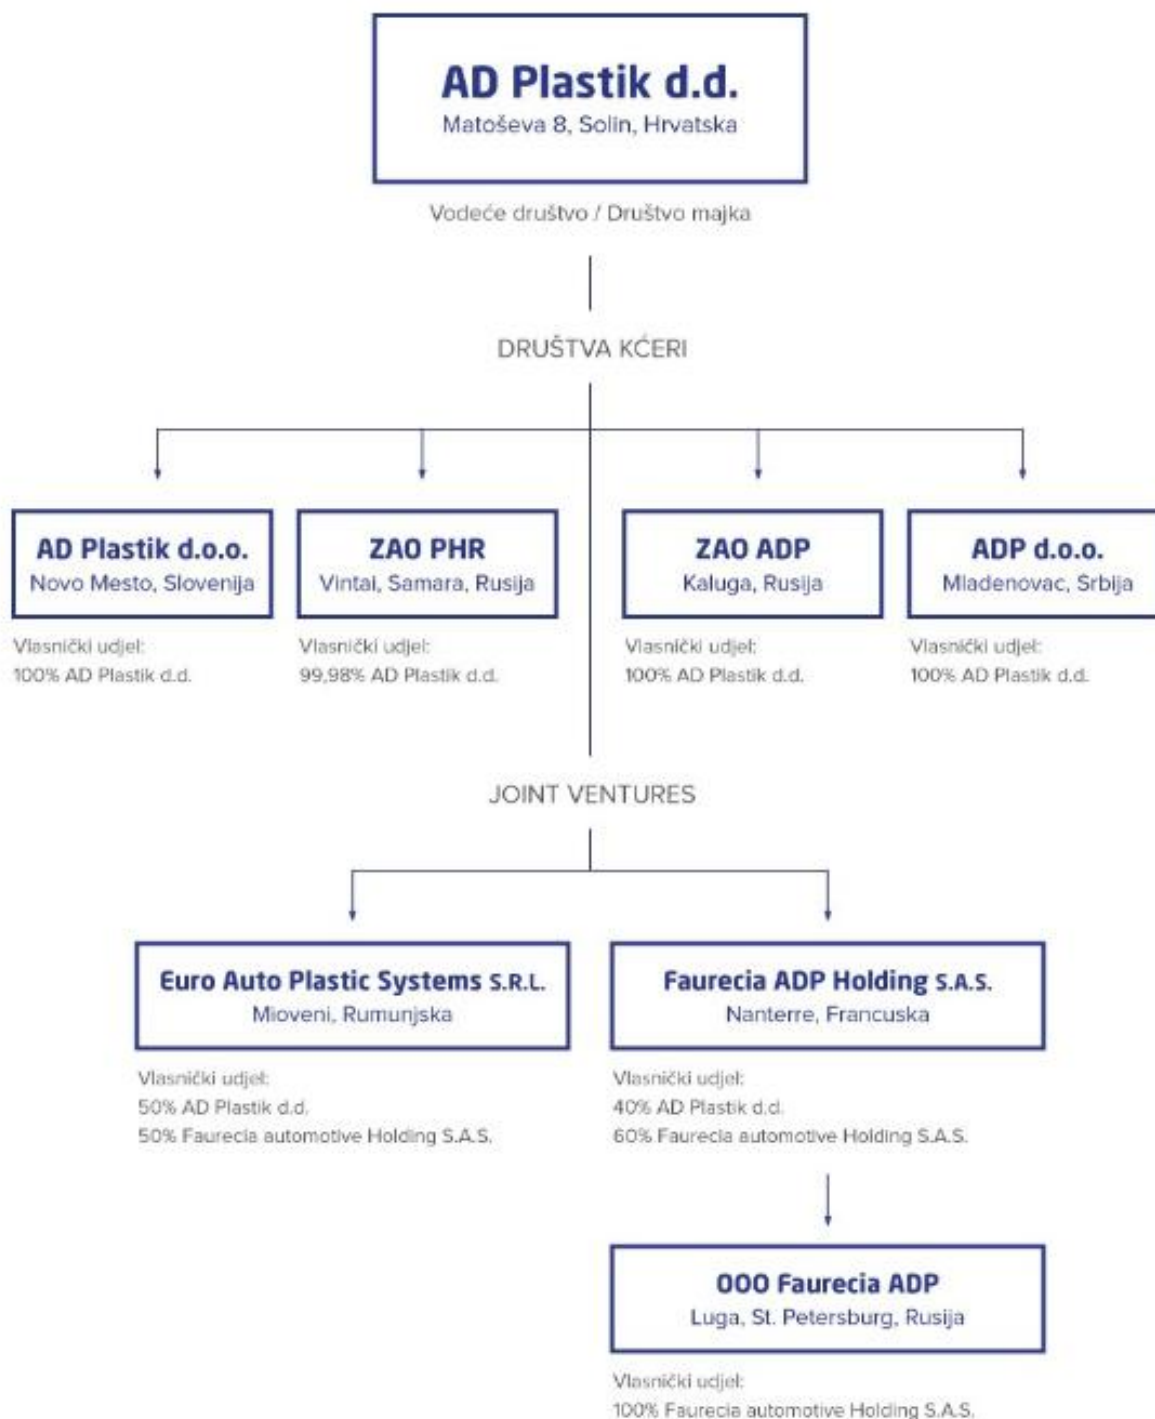 AD Plastik d.d.
Matoševa 8, Solin, Hrvatska
Vodeće društvo / Društvo majka
DRUŠTVA KĆERI
AD Plastik d.o.o.
Novo Mesto, Slovenija
Vlasnički udjel:
100% AD Plastik d.d.
ZAO PHR
Vintai, Samara, Rusija
Vlasnički udjel:
99,98% AD Plastik d.d.
ZAO ADP
Kaluga, Rusija
Vlasnički udjel:
100% AD Plastik d.d.
ADP d.o.o.
Mladenovac, Srbija
Vlasnički udjel:
100% AD Plastik d.d.
JOINT VENTURES
Euro Auto Plastic Systems S.R.L.
Mioveni, Rumunjska
Vlasnički udjel:
50% AD Plastik d.d.
50% Faurecia automotive Holding S.A.S.
Faurecia ADP Holding S.A.S.
Nanterre, Francuska
Vlasnički udjel:
40% AD Plastik d.d.
60% Faurecia automotive Holding S.A.S.
OOO Faurecia ADP
Luga, St. Petersburg, Rusija
Vlasnički udjel:
100% Faurecia automotive Holding S.A.S.